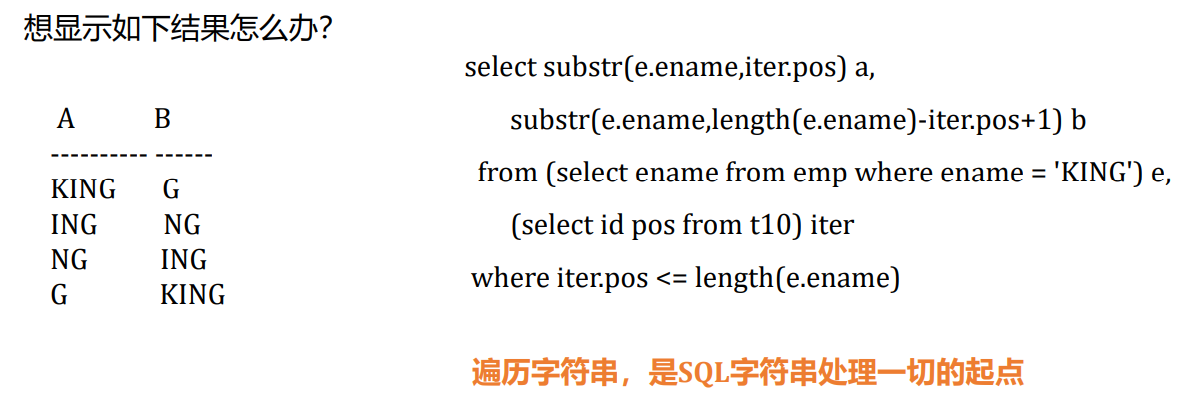 想显示如下结果怎么办?
A B
---------- ------
KING G
ING NG
NG ING
G KING
select substr(e.ename,iter.pos) a,
substr(e.ename,length(e.ename)-iter.pos+1) b
from (select ename from emp where ename = 'KING') e,
(select id pos from t10) iter
where iter.pos <= length(e.ename)
遍历字符串，是SQL字符串处理一切的起点